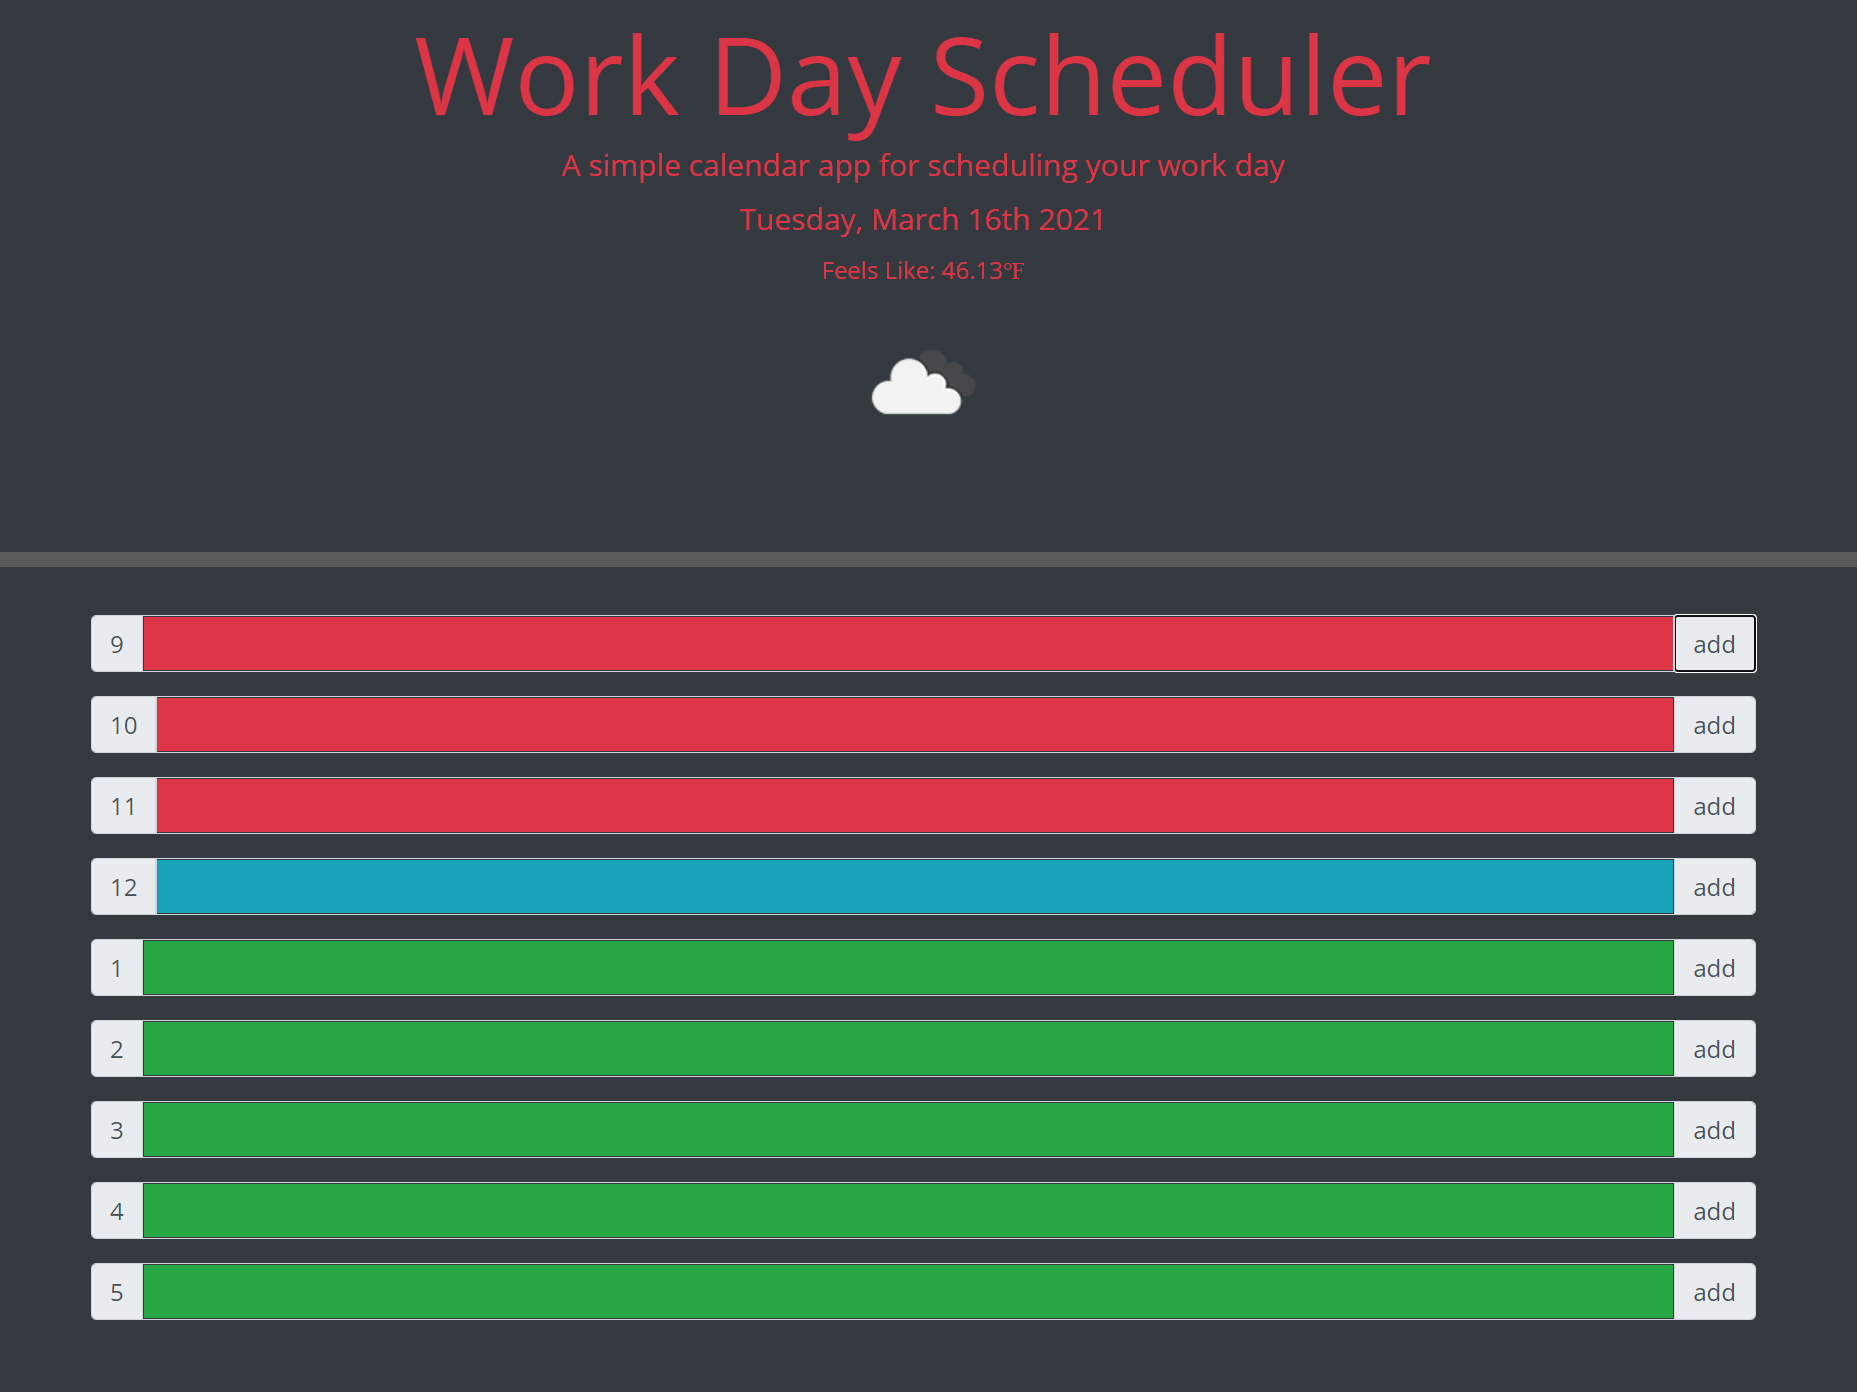 Work Day Scheduler
A simple calendar app for scheduling your work day
Tuesday, March 16th 2021
Feels Like: 46.13℉
9 add
10 add
11 add
12 add
1 add
2 add
3 add
4 add
5 add